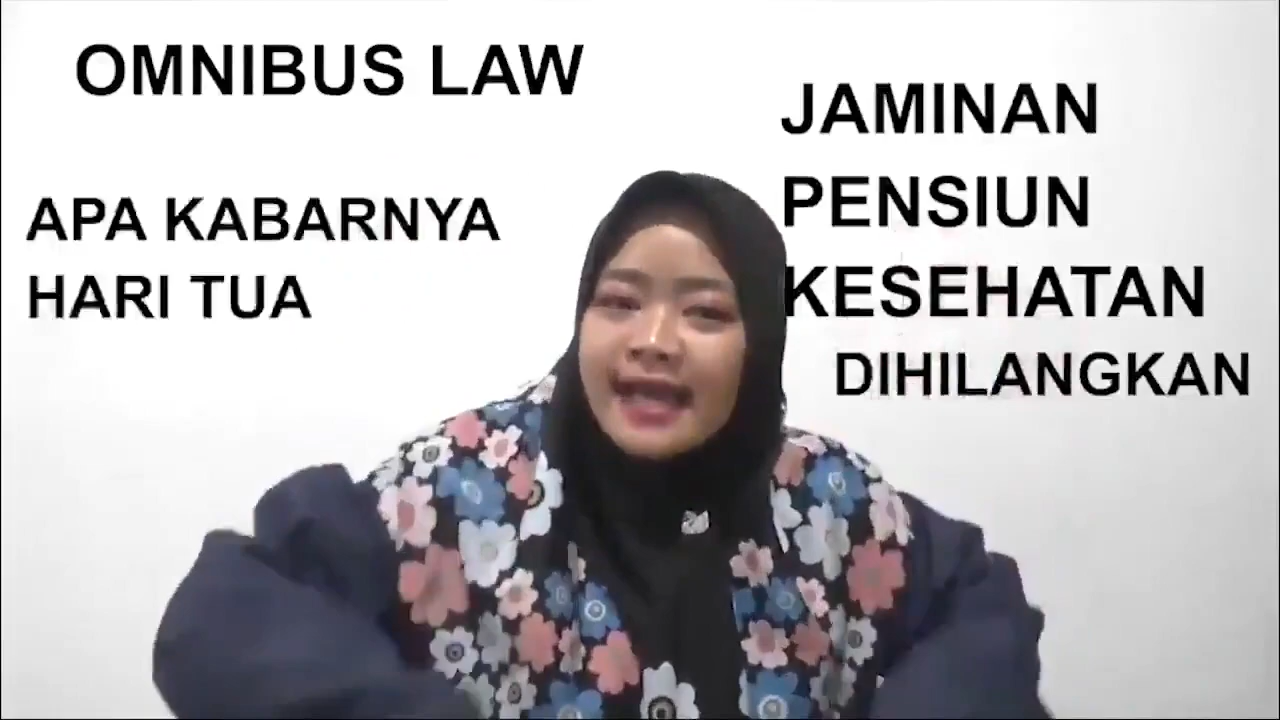 OMNIBUS LAW
APA KABARNYA
HARI TUA
JAMINAN
PENSIUN
KESEHATAN
DIHILANGKAN